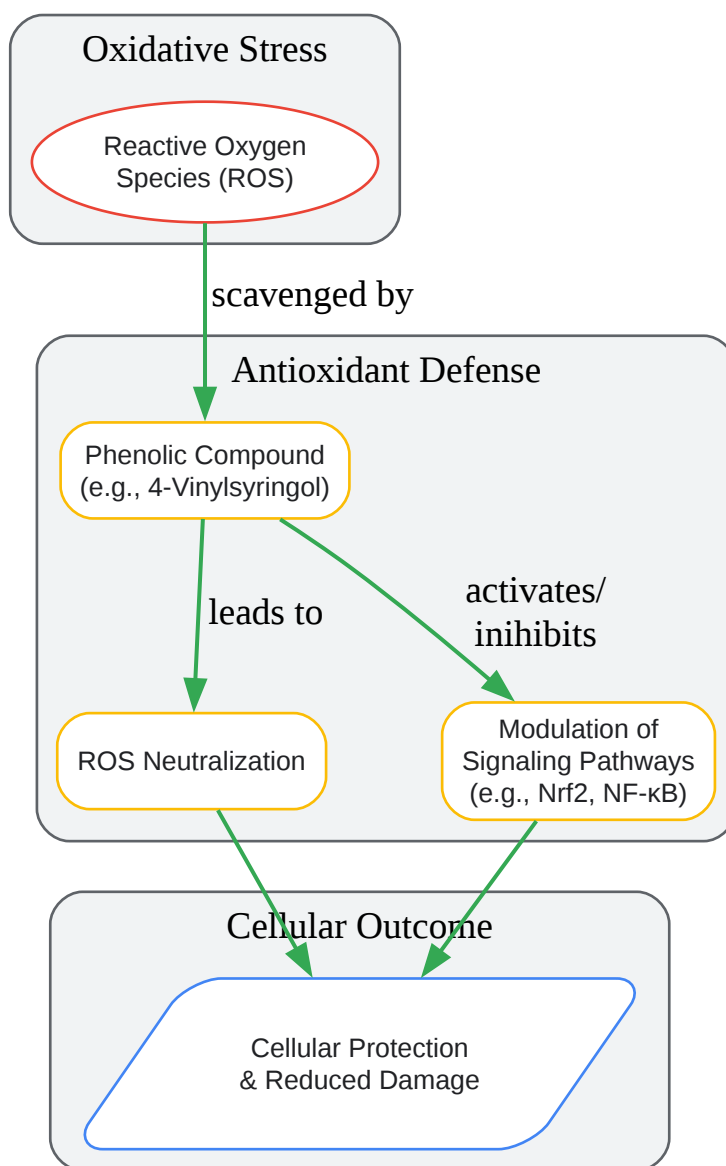 Oxidative Stress
Reactive Oxygen
Species (ROS)
scavenged by
Antioxidant Defense
Phenolic Compound
(e.g., 4-Vinylsyringol)
leads to
activates/
inihibits
ROS Neutralization
Modulation of
Signaling Pathways
(e.g., Nrf2, NF-κB)
Cellular Outcome
Cellular Protection
& Reduced Damage